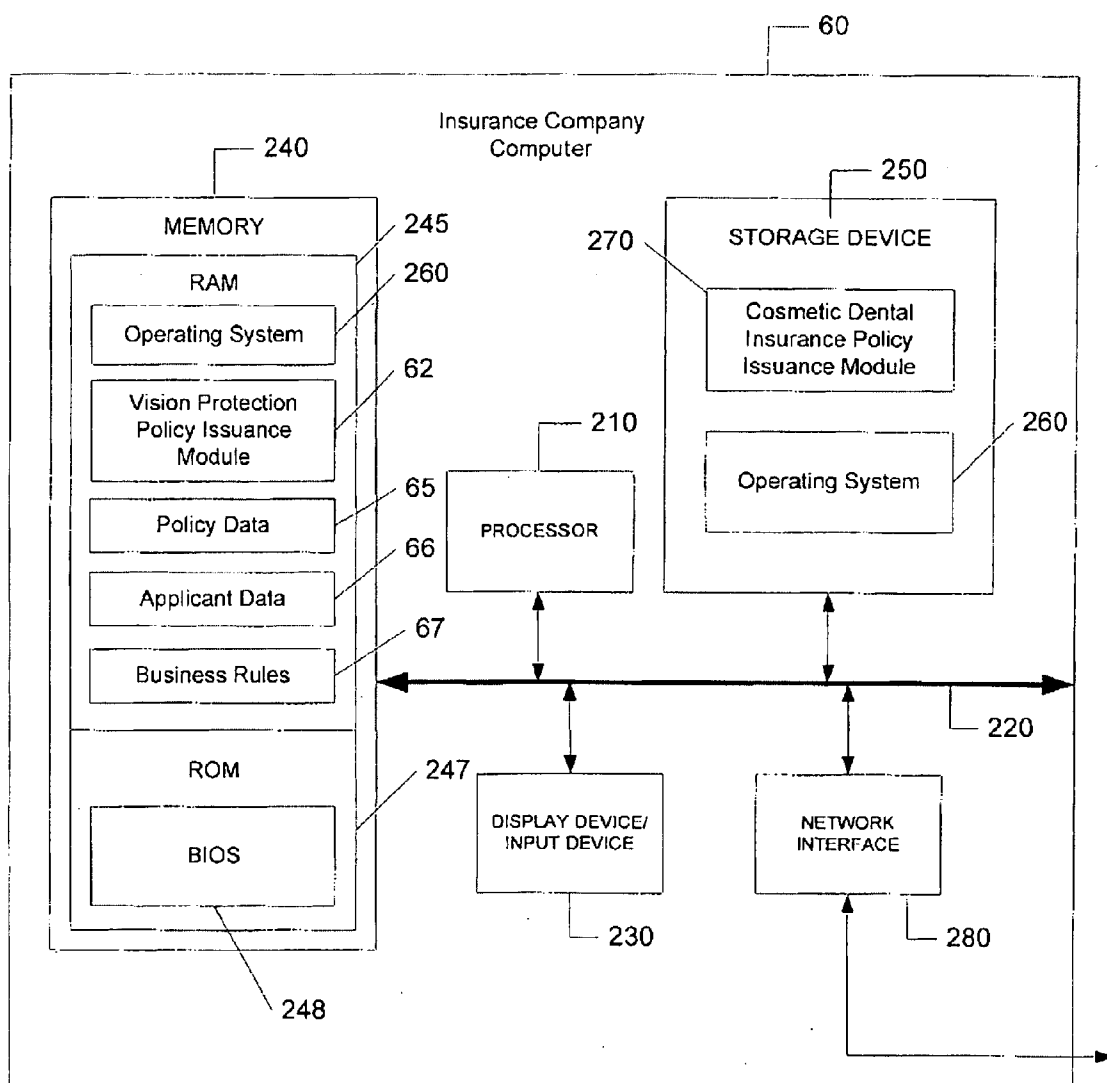 60
Insurance Company
Computer
240
MEMORY
245
RAM
260
Operating System
62
Vision Protection
Policy Issuance
Module
65
Policy Data
66
Applicant Data
67
Business Rules
ROM
247
BIOS
248
250
STORAGE DEVICE
270
Cosmetic Dental
Insurance Policy
Issuance Module
260
Operating System
210
PROCESSOR
220
DISPLAY DEVICE/
INPUT DEVICE
230
NETWORK
INTERFACE
280